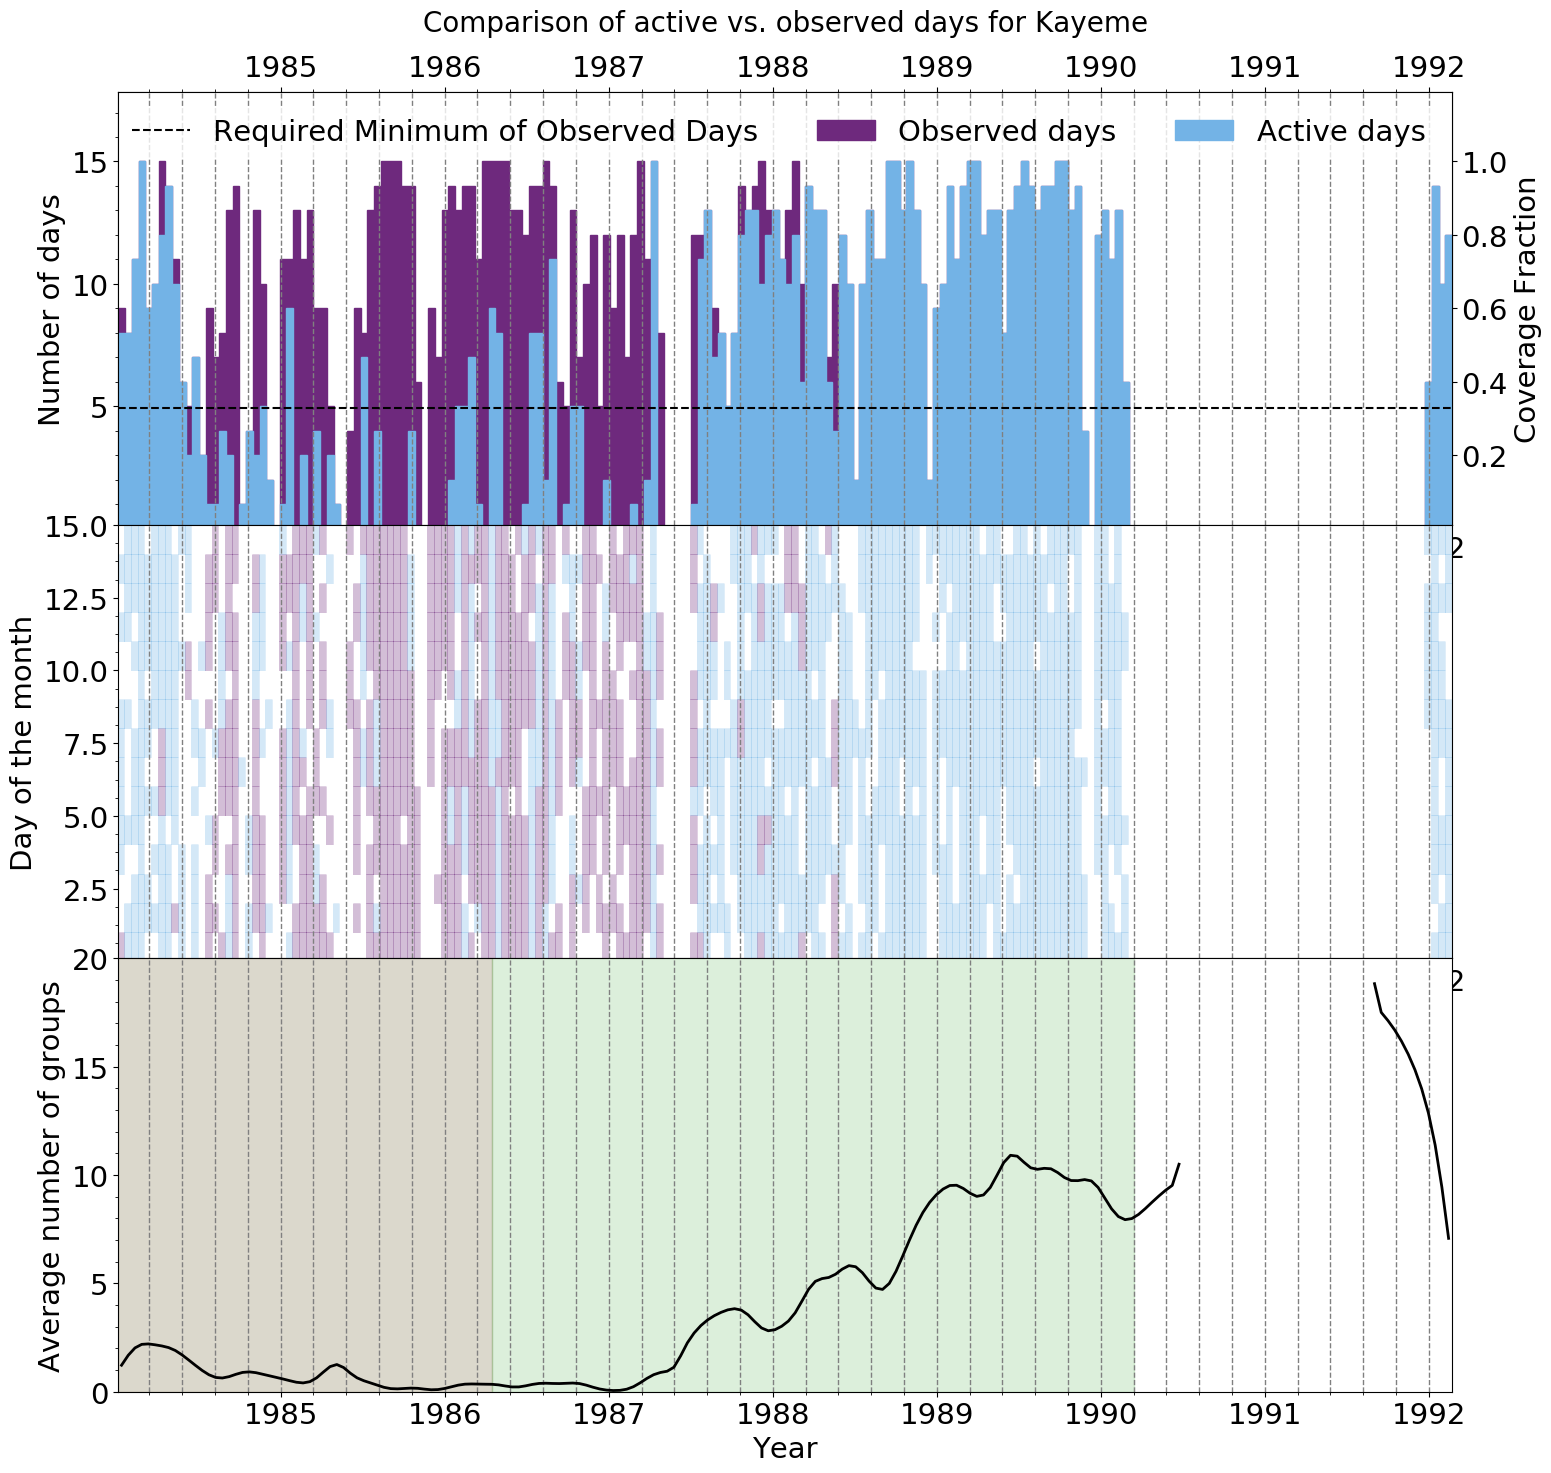 Comparison of active vs. observed days for Kayeme
1985 1986 1987 1988 1989 1990 1991 1992
Required Minimum of Observed Days Observed days Active days
Number of days
15
10
5
Coverage Fraction
1.0
0.8
0.6
0.4
0.2
Day of the month
15.0
12.5
10.0
7.5
5.0
2.5
2
Average number of groups
20
15
10
5
0
2
1985 1986 1987 1988 1989 1990 1991 1992
Year